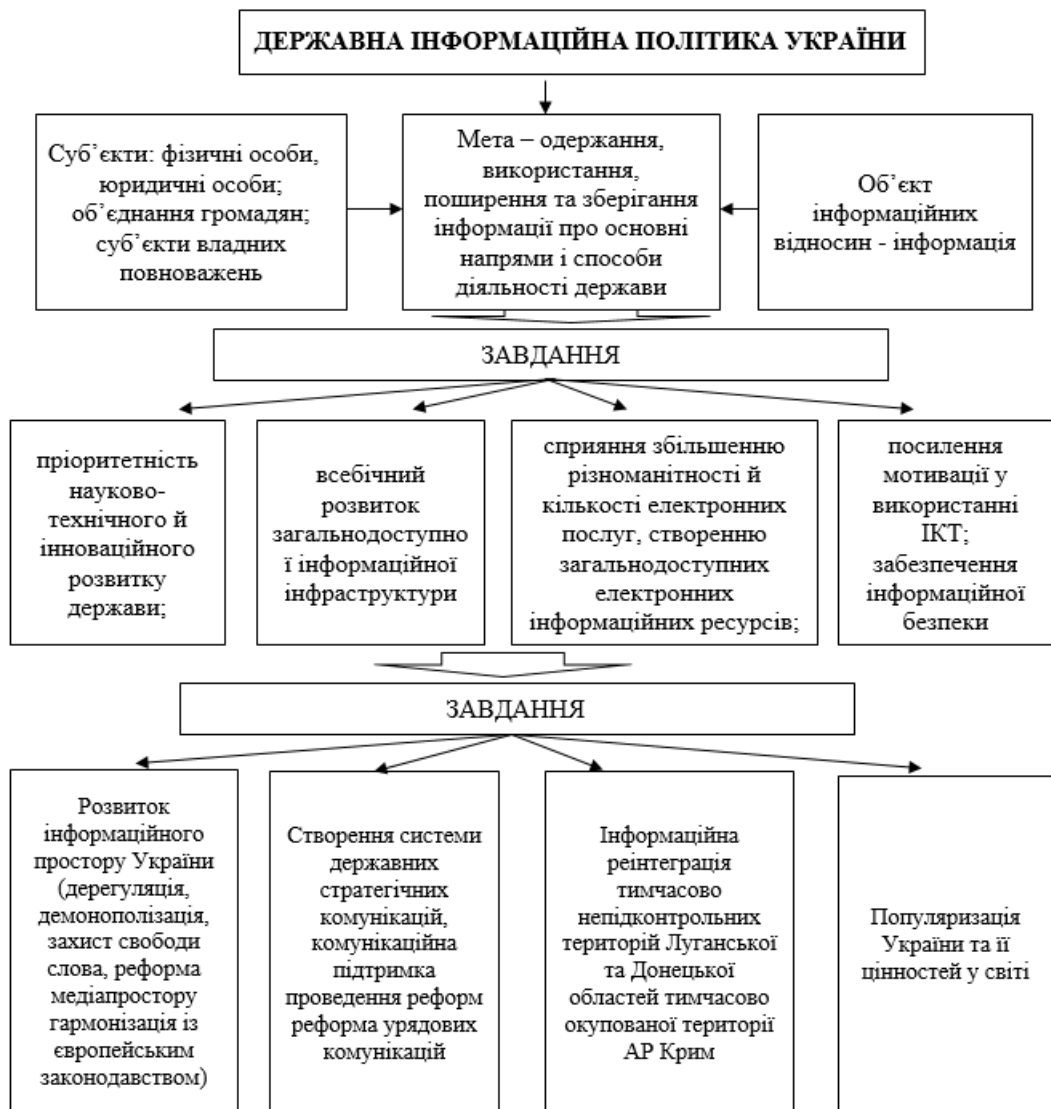 ДЕРЖАВНА ІНФОРМАЦІЙНА ПОЛІТИКА УКРАЇНИ
Суб’єкти: фізичні особи,
юридичні особи;
об’єднання громадян;
суб’єкти владних
повноважень
Мета – одержання,
використання,
поширення та зберігання
інформації про основні
напрями і способи
діяльності держави
Об’єкт
інформаційних
відносин - інформація
ЗАВДАННЯ
пріоритетність
науково-
технічного й
інноваційного
розвитку
держави;
всебічний
розвиток
загальнодоступно
ї інформаційної
інфраструктури
сприяння збільшенню
різноманітності й
кількості електронних
послуг, створенню
загальнодоступних
електронних
інформаційних ресурсів;
посилення
мотивації у
використанні
ІКТ;
забезпечення
інформаційної
безпеки
ЗАВДАННЯ
Розвиток
інформаційного
простору України
(дерегуляція,
демонополізація,
захист свободи
слова, реформа
медіапростору
гармонізація із
європейським
законодавством)
Створення системи
державних
стратегічних
комунікацій,
комунікаційна
підтримка
проведення реформ
реформа урядових
комунікацій
Інформаційна
реінтеграція
тимчасово
непідконтрольних
територій Луганської
та Донецької
областей тимчасово
окупованої території
АР Крим
Популяризація
України та її
цінностей у світі